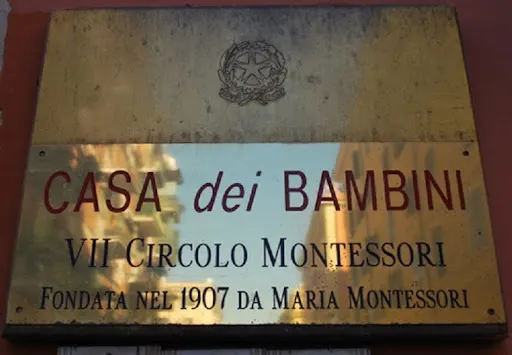 CASA dei BAMBINI
VII CIRCOLO MONTESSORI
FONDATA NEL 1907 DA MARIA MONTESSORI